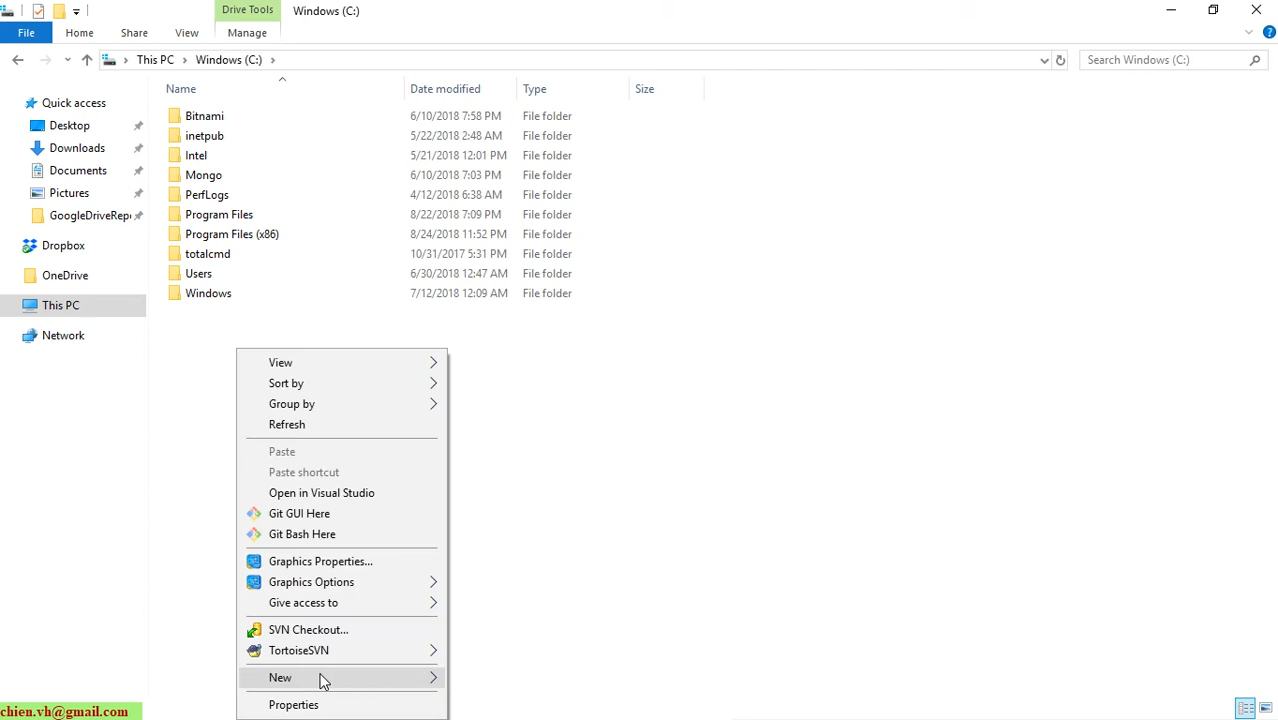 Drive Tools
Windows (C:)
File
Home
Share
View
Manage
This PC
Windows (C:)
Search Windows (C:)
Name
Date modified
Type
Size
Quick access
Desktop
Downloads
Documents
Pictures
GoogleDriveRep
Dropbox
OneDrive
This PC
Network
Bitnami 6/10/2018 7:58 PM File folder
inetpub 5/22/2018 2:48 AM File folder
Intel 5/21/2018 12:01 PM File folder
Mongo 6/10/2018 7:03 PM File folder
PerfLogs 4/12/2018 6:38 AM File folder
Program Files 8/22/2018 7:09 PM File folder
Program Files (x86) 8/24/2018 11:52 PM File folder
totalcmd 10/31/2017 5:31 PM File folder
Users 6/30/2018 12:47 AM File folder
Windows 7/12/2018 12:09 AM File folder
View
Sort by
Group by
Refresh
Paste
Paste shortcut
Open in Visual Studio
Git GUI Here
Git Bash Here
Graphics Properties...
Graphics Options
Give access to
SVN Checkout...
TortoiseSVN
New
Properties
chien.vh@gmail.com